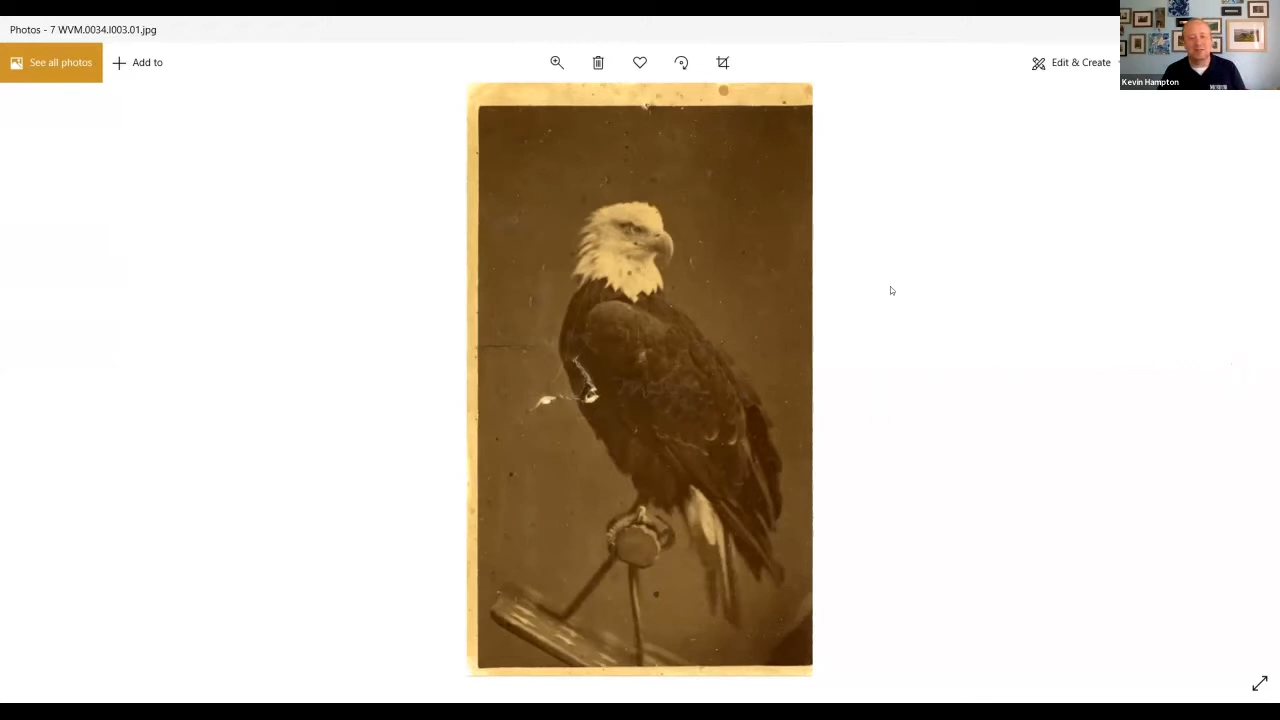 Photos - 7 WVM.0034.I003.01.jpg
See all photos
Add to
Edit & Create
Kevin Hampton